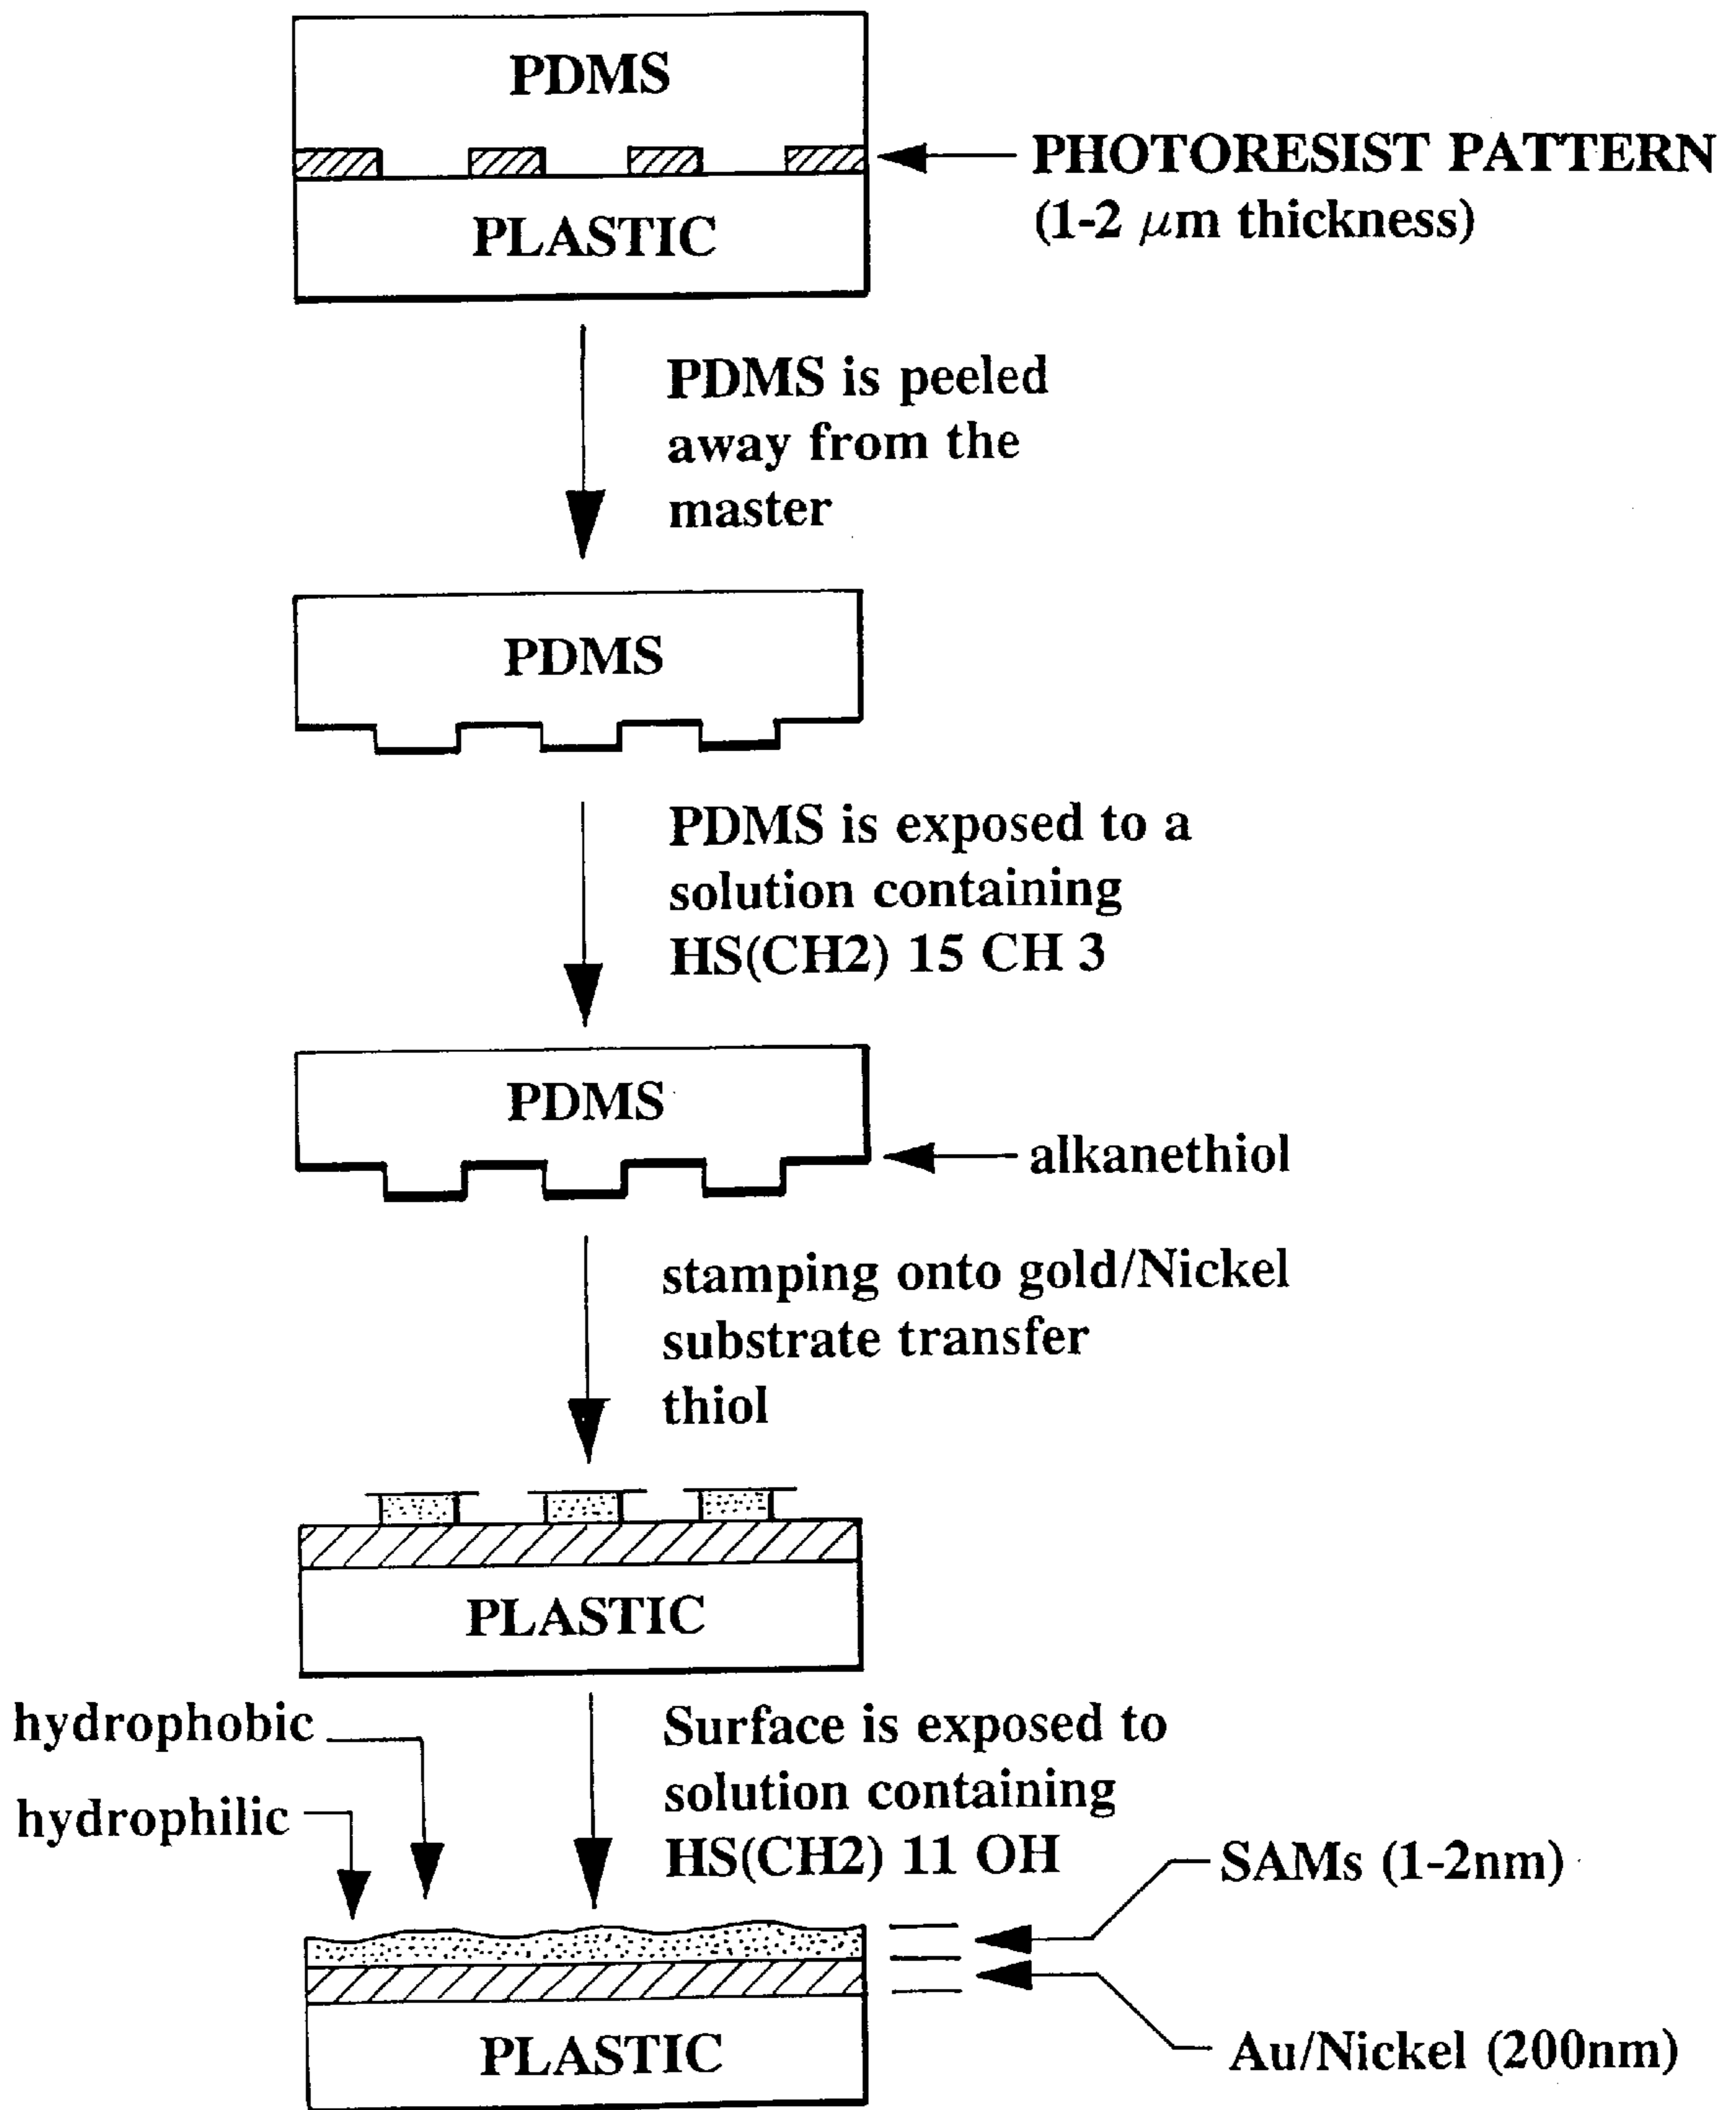 PDMS
PHOTORESIST PATTERN
(1-2 μm thickness)
PLASTIC
PDMS is peeled
away from the
master
PDMS
PDMS is exposed to a
solution containing
HS(CH2) 15 CH 3
PDMS
alkanethiol
stamping onto gold/Nickel
substrate transfer
thiol
PLASTIC
hydrophobic
hydrophilic
Surface is exposed to
solution containing
HS(CH2) 11 OH
SAMs (1-2nm)
PLASTIC
Au/Nickel (200nm)